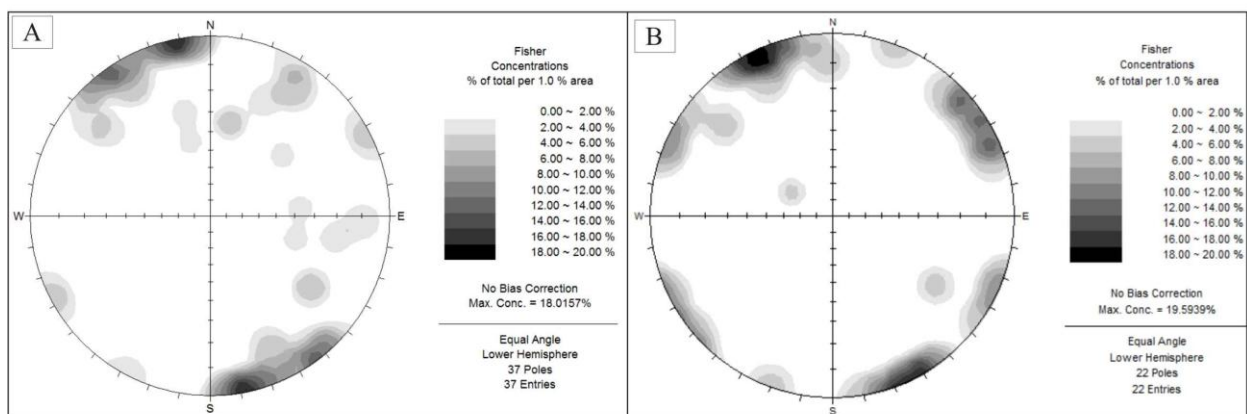 A
N
W
E
S
Fisher
Concentrations
% of total per 1.0 % area
0.00 ~ 2.00 %
2.00 ~ 4.00 %
4.00 ~ 6.00 %
6.00 ~ 8.00 %
8.00 ~ 10.00 %
10.00 ~ 12.00 %
12.00 ~ 14.00 %
14.00 ~ 16.00 %
16.00 ~ 18.00 %
18.00 ~ 20.00 %
No Bias Correction
Max. Conc. = 18.0157%
Equal Angle
Lower Hemisphere
37 Poles
37 Entries
B
N
W
E
S
Fisher
Concentrations
% of total per 1.0 % area
0.00 ~ 2.00 %
2.00 ~ 4.00 %
4.00 ~ 6.00 %
6.00 ~ 8.00 %
8.00 ~ 10.00 %
10.00 ~ 12.00 %
12.00 ~ 14.00 %
14.00 ~ 16.00 %
16.00 ~ 18.00 %
18.00 ~ 20.00 %
No Bias Correction
Max. Conc. = 19.5939%
Equal Angle
Lower Hemisphere
22 Poles
22 Entries